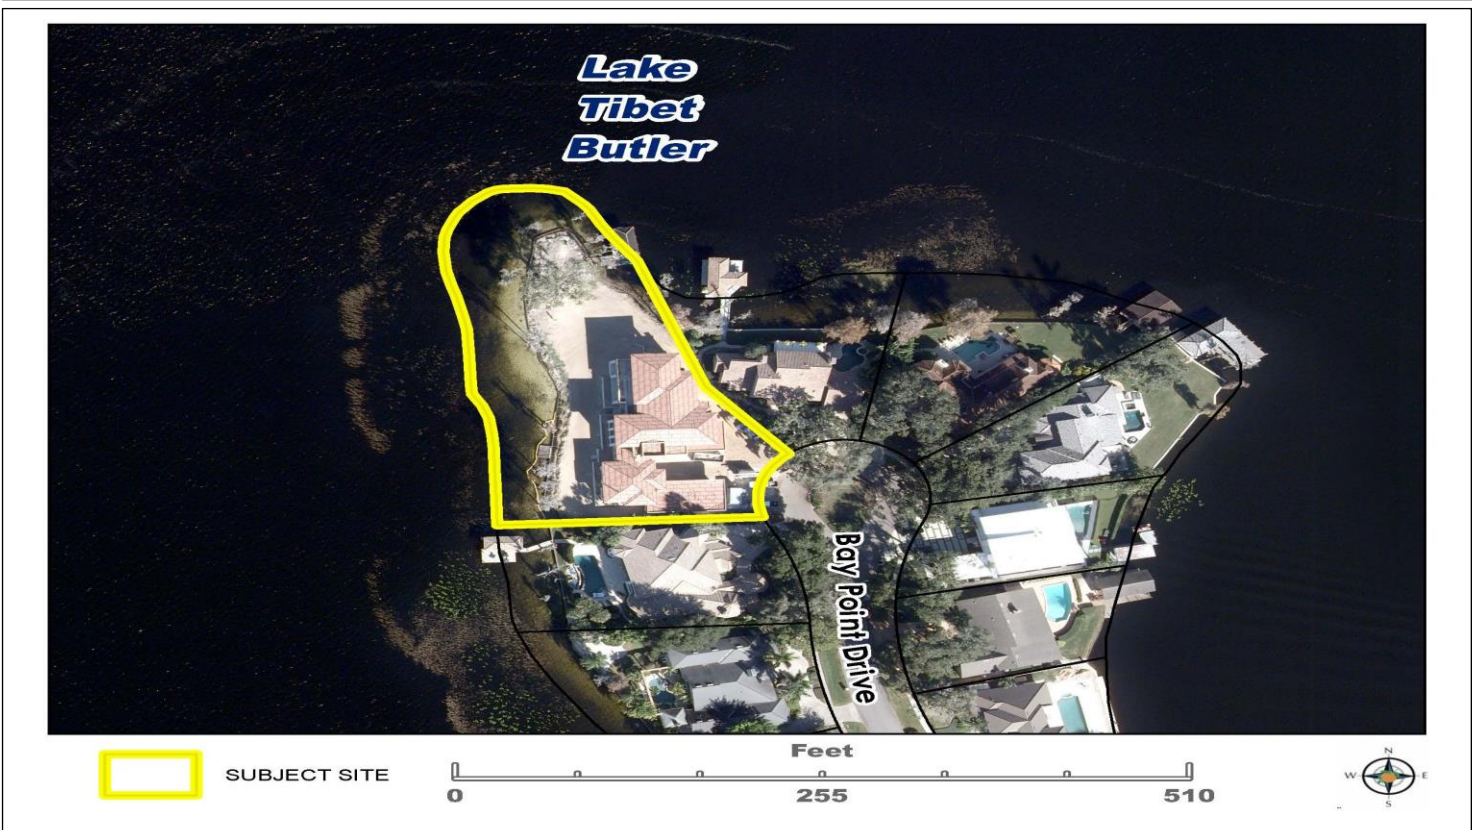 Lake
Tibet
Butler
Bay Point Drive
SUBJECT SITE
Feet
0 255 510
N
W E
S